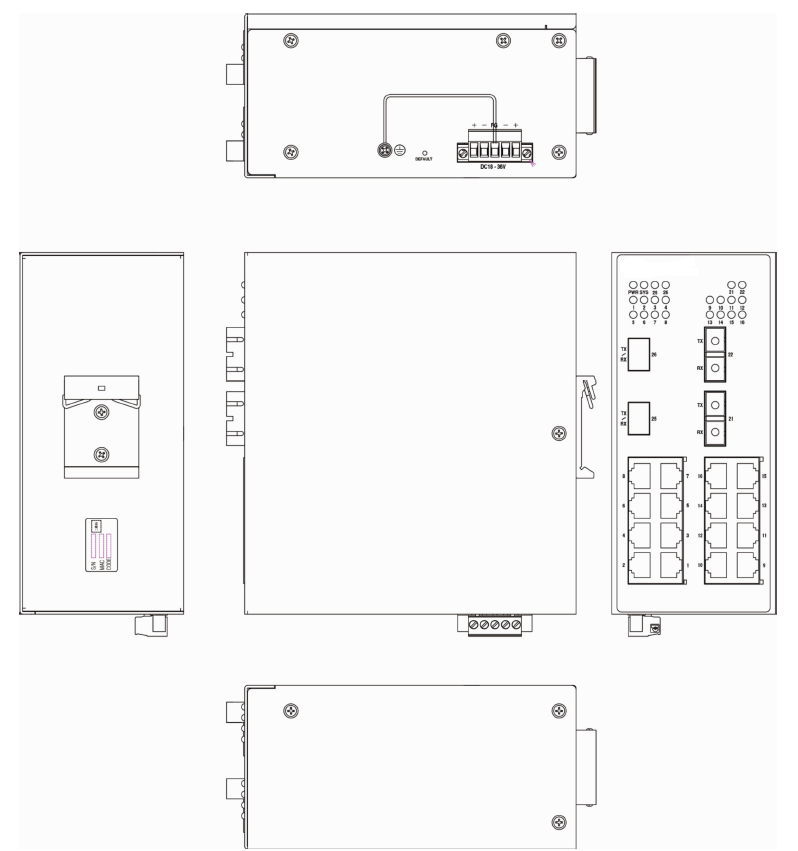 + − FG − +
DEFAULT
DC18 - 36V
S/N
MAC
CODE
21 22
PWR SYS 25 26
1 2 3 4
9 10 11 12
5 6 7 8
13 14 15 16
TX / RX 26
TX
RX 22
TX / RX 25
TX
RX 21
8 7 16 15
6 5 14 13
4 3 12 11
2 1 10 9